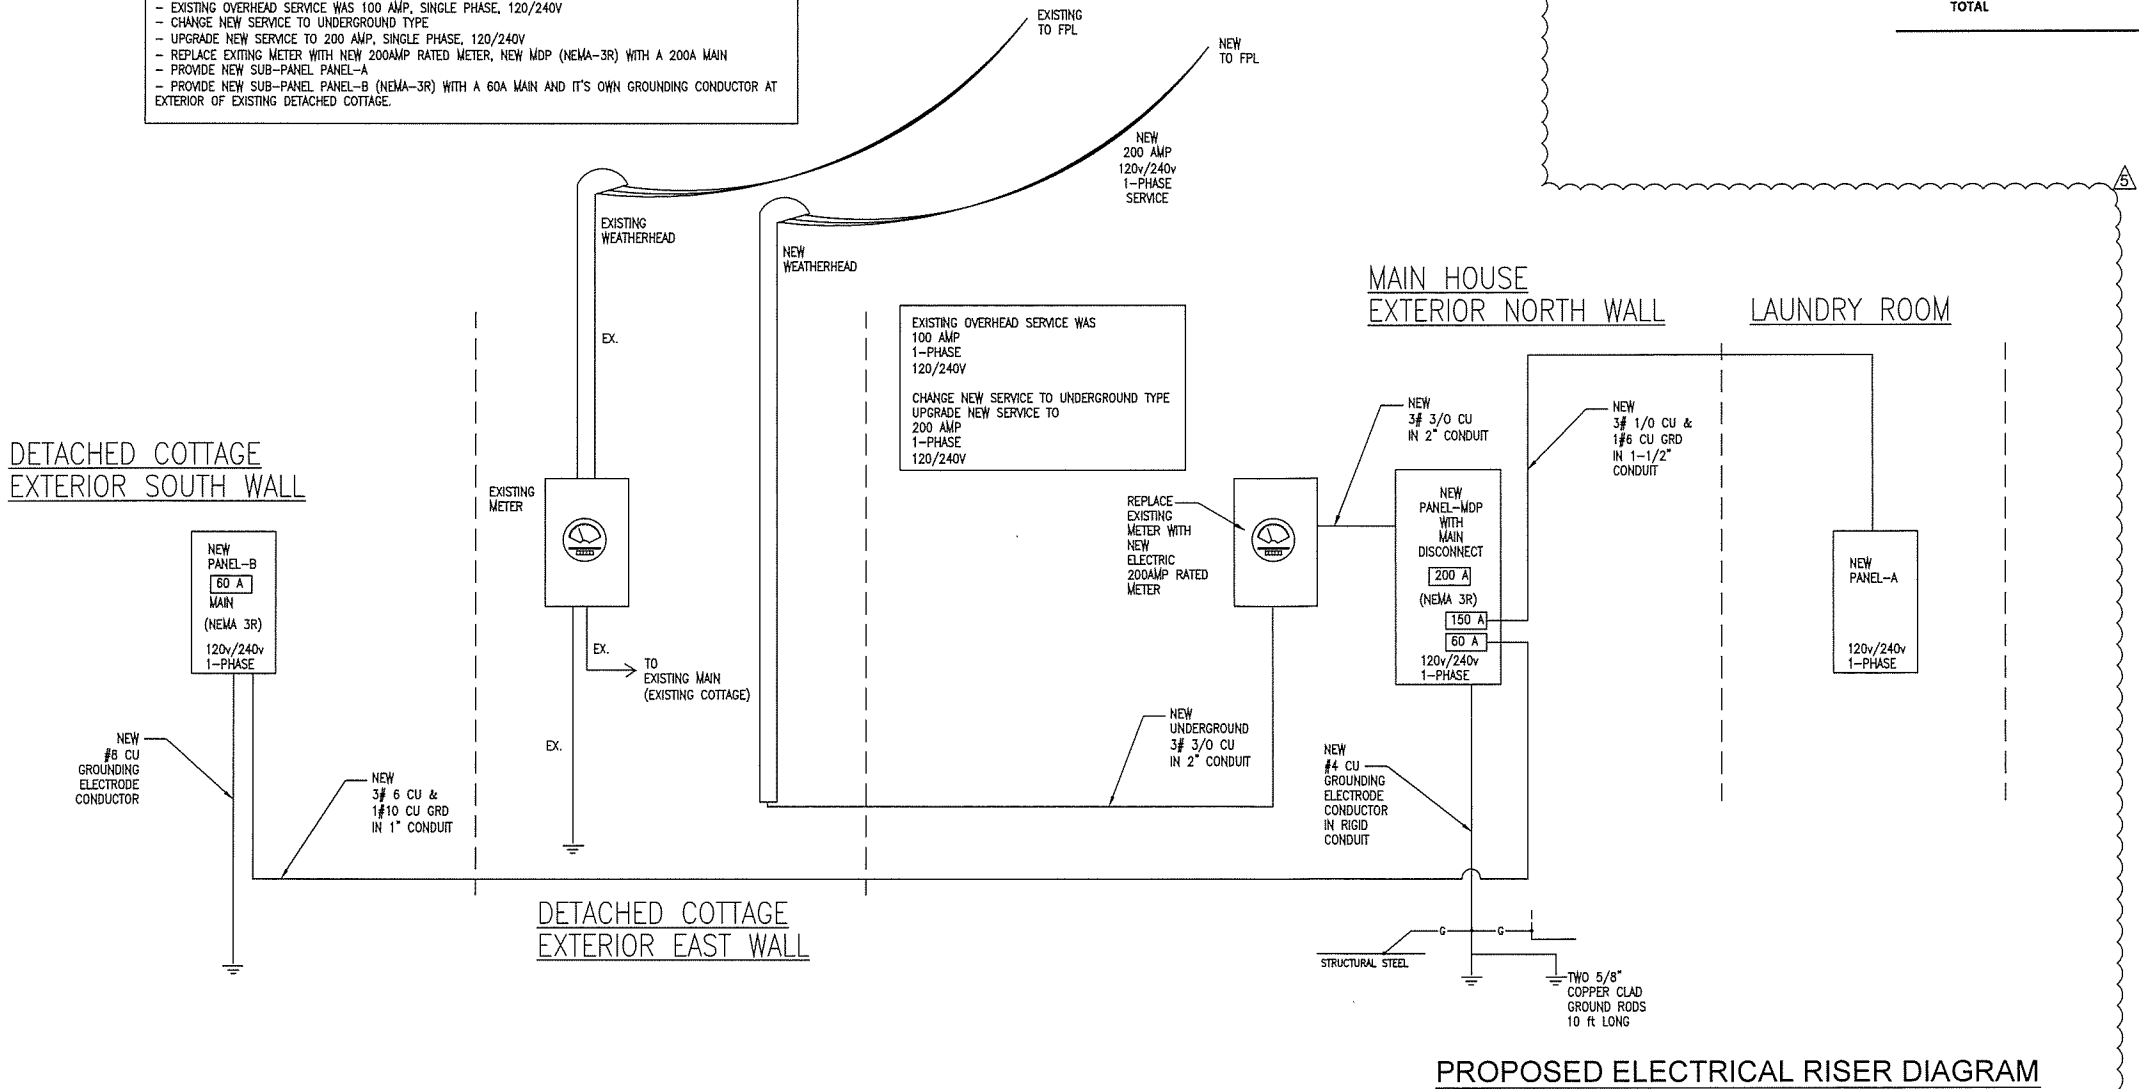 - EXISTING OVERHEAD SERVICE WAS 100 AMP, SINGLE PHASE, 120/240V
- CHANGE NEW SERVICE TO UNDERGROUND TYPE
- UPGRADE NEW SERVICE TO 200 AMP, SINGLE PHASE, 120/240V
- REPLACE EXITING METER WITH NEW 200AMP RATED METER, NEW MDP (NEMA-3R) WITH A 200A MAIN
- PROVIDE NEW SUB-PANEL PANEL-A
- PROVIDE NEW SUB-PANEL PANEL-B (NEMA-3R) WITH A 60A MAIN AND IT'S OWN GROUNDING CONDUCTOR AT
EXTERIOR OF EXISTING DETACHED COTTAGE.
EXISTING
TO FPL
NEW
TO FPL
TOTAL
5
NEW
200 AMP
120v/240v
1-PHASE
SERVICE
EXISTING
WEATHERHEAD
NEW
WEATHERHEAD
EX.
EXISTING OVERHEAD SERVICE WAS
100 AMP
1-PHASE
120/240V
CHANGE NEW SERVICE TO UNDERGROUND TYPE
UPGRADE NEW SERVICE TO
200 AMP
1-PHASE
120/240V
MAIN HOUSE
EXTERIOR NORTH WALL
LAUNDRY ROOM
NEW
3# 3/0 CU
IN 2" CONDUIT
NEW
3# 1/0 CU &
1#6 CU GRD
IN 1-1/2"
CONDUIT
DETACHED COTTAGE
EXTERIOR SOUTH WALL
EXISTING
METER
REPLACE
EXISTING
METER WITH
NEW
ELECTRIC
200AMP RATED
METER
NEW
PANEL-MDP
WITH
MAIN
DISCONNECT
200 A
(NEMA 3R)
150 A
60 A
120v/240v
1-PHASE
NEW
PANEL-B
60 A
MAIN
(NEMA 3R)
120v/240v
1-PHASE
NEW
PANEL-A
120v/240v
1-PHASE
EX.
TO
EXISTING MAIN
(EXISTING COTTAGE)
EX.
NEW
#8 CU
GROUNDING
ELECTRODE
CONDUCTOR
NEW
3# 6 CU &
1#10 CU GRD
IN 1" CONDUIT
NEW
UNDERGROUND
3# 3/0 CU
IN 2" CONDUIT
NEW
#4 CU
GROUNDING
ELECTRODE
CONDUCTOR
IN RIGID
CONDUIT
DETACHED COTTAGE
EXTERIOR EAST WALL
G
G
STRUCTURAL STEEL
TWO 5/8"
COPPER CLAD
GROUND RODS
10 ft LONG
PROPOSED ELECTRICAL RISER DIAGRAM